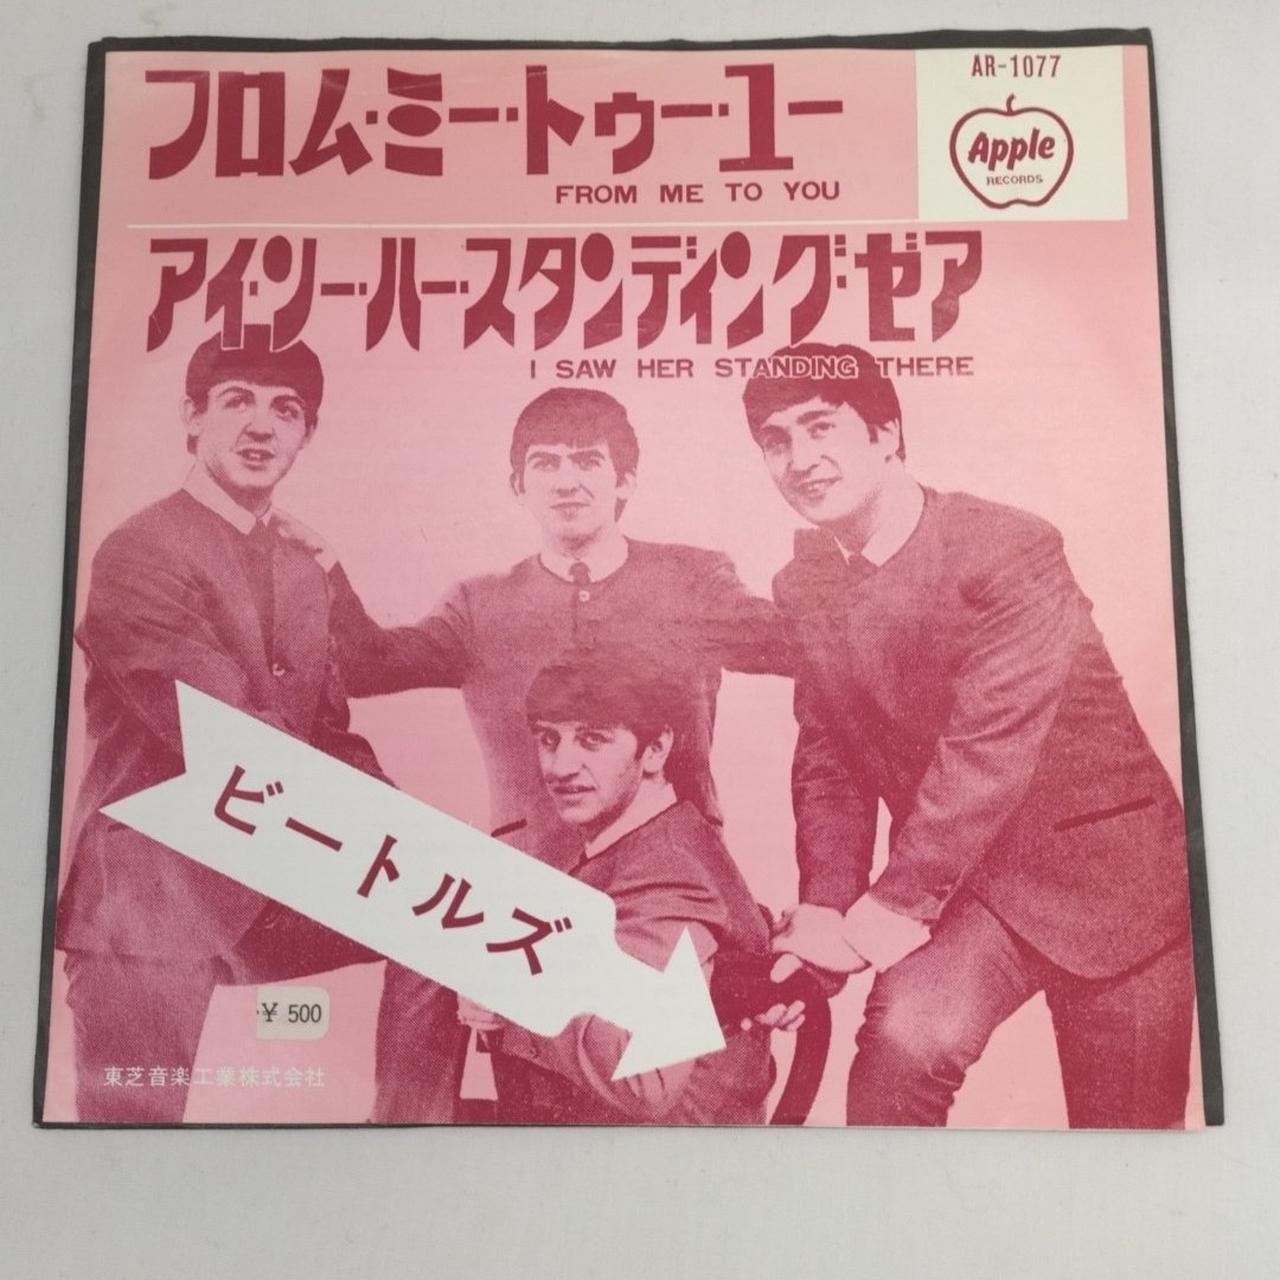 フロム・ミー・トゥー・ユー
FROM ME TO YOU
AR-1077
Apple
RECORDS
アイ・ソー・ハー・スタンディング・ゼア
I SAW HER STANDING THERE
ビートルズ
¥ 500
東芝音楽工業株式会社